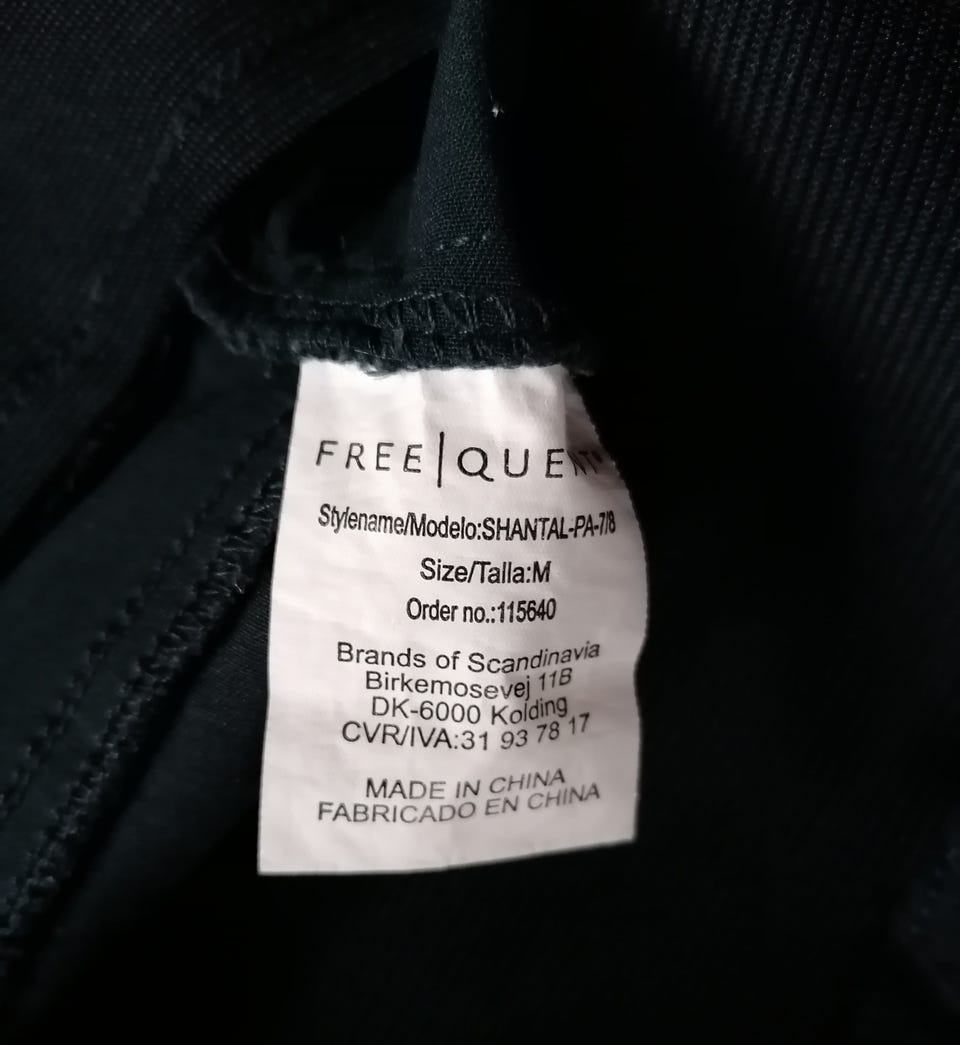 FREE|QUENT
Stylename/Modelo:SHANTAL-PA-7/8
Size/Talla:M
Order no.:115640
Brands of Scandinavia
Birkemosevej 11B
DK-6000 Kolding
CVR/IVA:31 93 78 17
MADE IN CHINA
FABRICADO EN CHINA